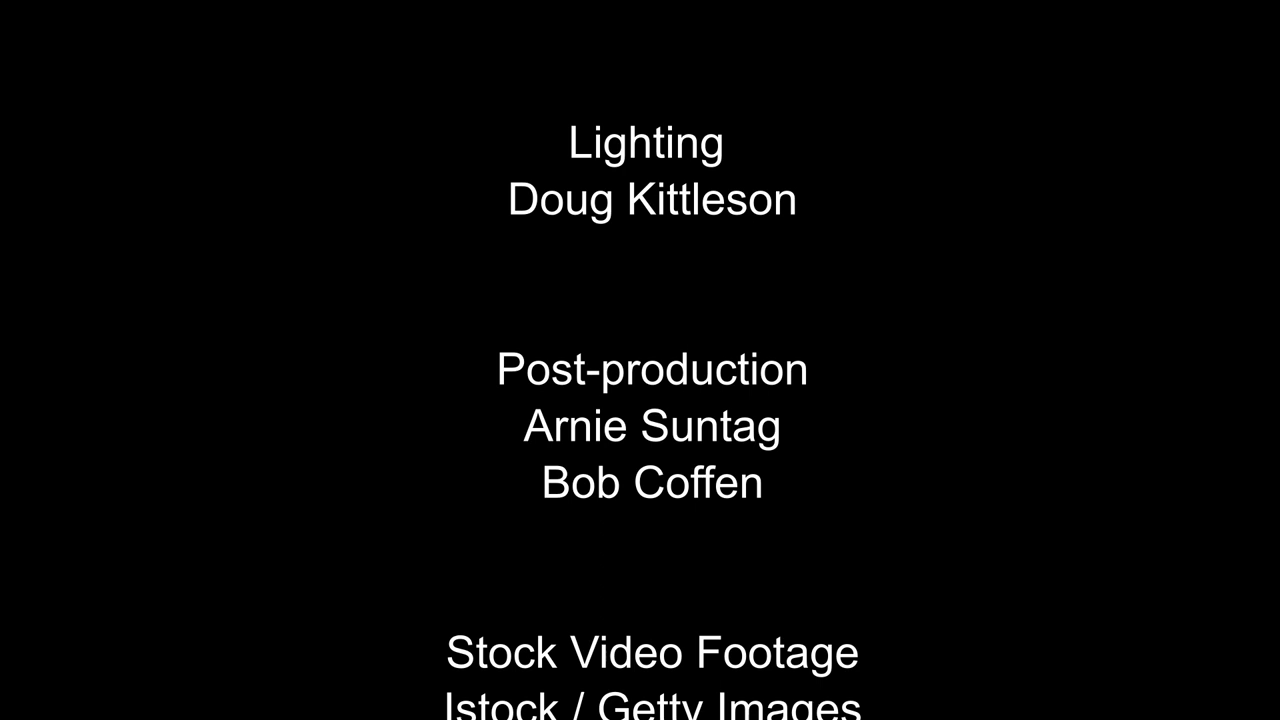 Lighting
Doug Kittleson
Post-production
Arnie Suntag
Bob Coffen
Stock Video Footage
Istock / Getty Images